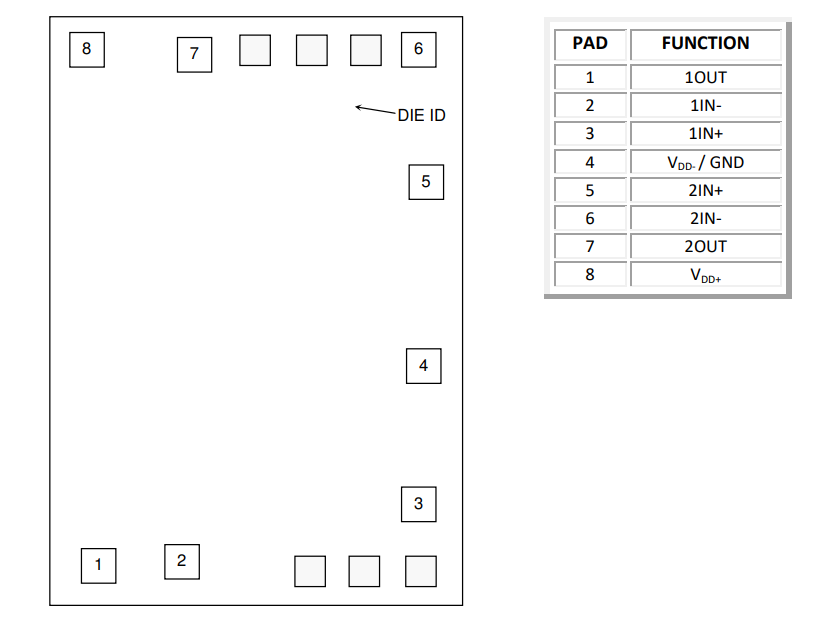 8
7
6
DIE ID
5
4
3
1
2
PAD FUNCTION
1 1OUT
2 1IN-
3 1IN+
4 VDD- / GND
5 2IN+
6 2IN-
7 2OUT
8 VDD+